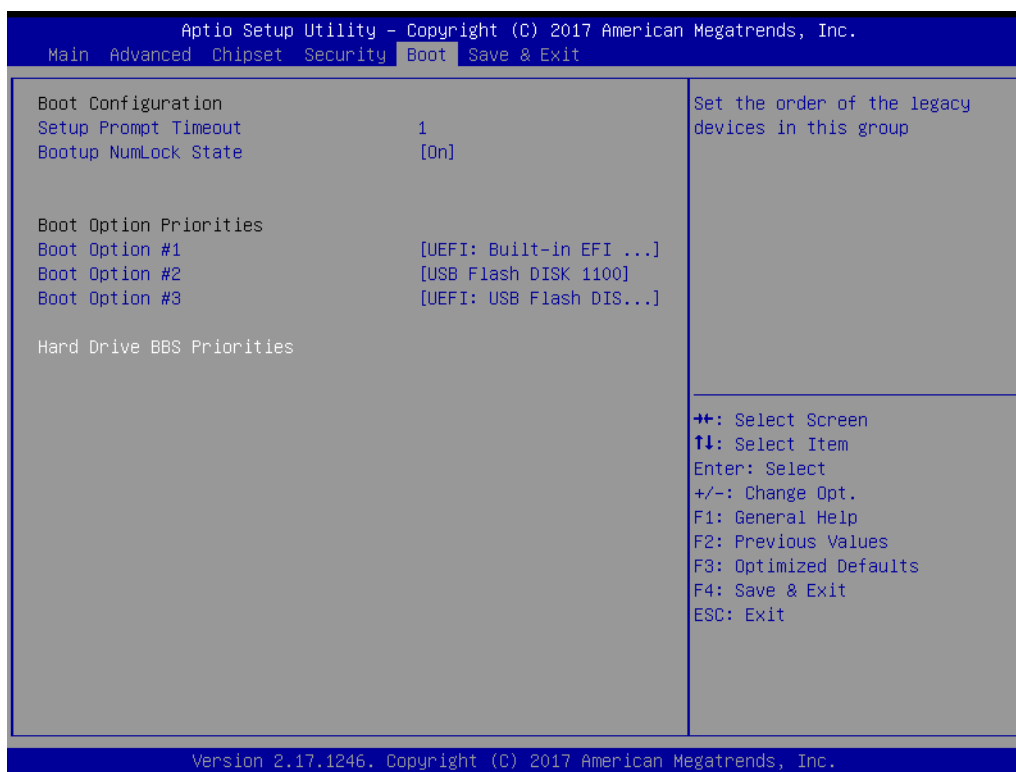 Aptio Setup Utility – Copyright (C) 2017 American Megatrends, Inc.
Main Advanced Chipset Security Boot Save & Exit
Boot Configuration
Setup Prompt Timeout 1
Bootup NumLock State [On]
Boot Option Priorities
Boot Option #1 [UEFI: Built-in EFI ...]
Boot Option #2 [USB Flash DISK 1100]
Boot Option #3 [UEFI: USB Flash DIS...]
Hard Drive BBS Priorities
Set the order of the legacy
devices in this group
→←: Select Screen
↑↓: Select Item
Enter: Select
+/-: Change Opt.
F1: General Help
F2: Previous Values
F3: Optimized Defaults
F4: Save & Exit
ESC: Exit
Version 2.17.1246. Copyright (C) 2017 American Megatrends, Inc.